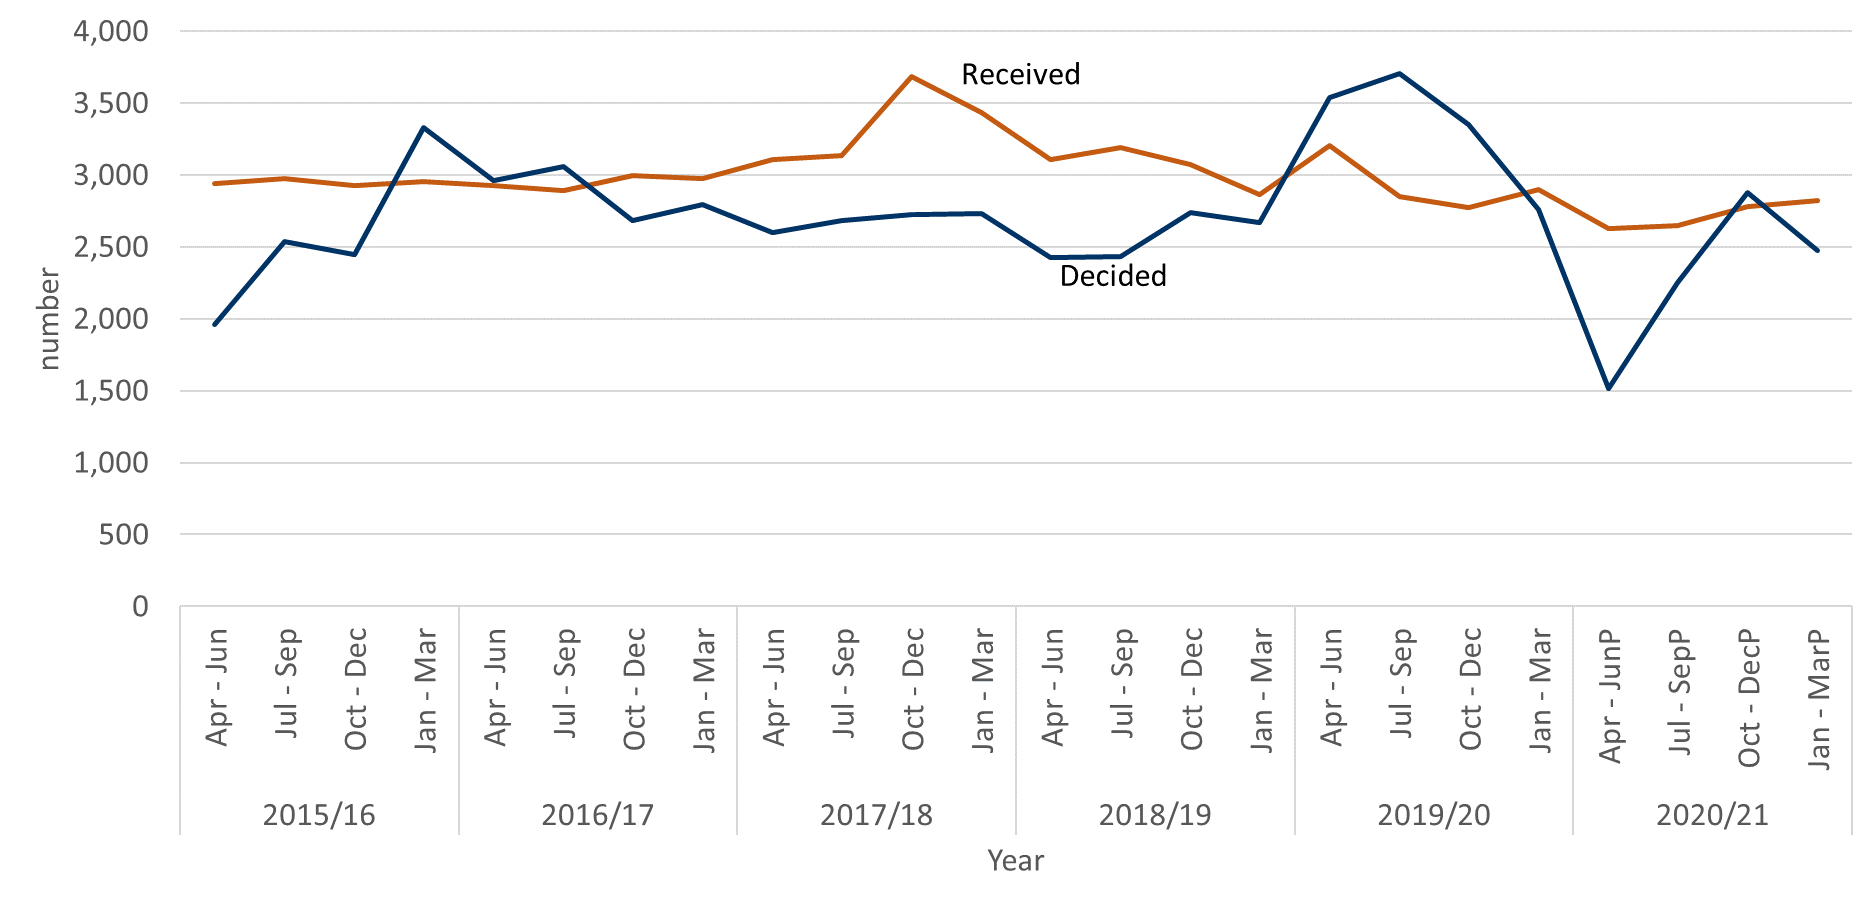 4,000
3,500
3,000
2,500
2,000
1,500
1,000
500
0
number
Received
Decided
Apr - Jun
Jul - Sep
Oct - Dec
Jan - Mar
Apr - Jun
Jul - Sep
Oct - Dec
Jan - Mar
Apr - Jun
Jul - Sep
Oct - Dec
Jan - Mar
Apr - Jun
Jul - Sep
Oct - Dec
Jan - Mar
Apr - Jun
Jul - Sep
Oct - Dec
Jan - Mar
Apr - JunP
Jul - SepP
Oct - DecP
Jan - MarP
2015/16
2016/17
2017/18
2018/19
2019/20
2020/21
Year